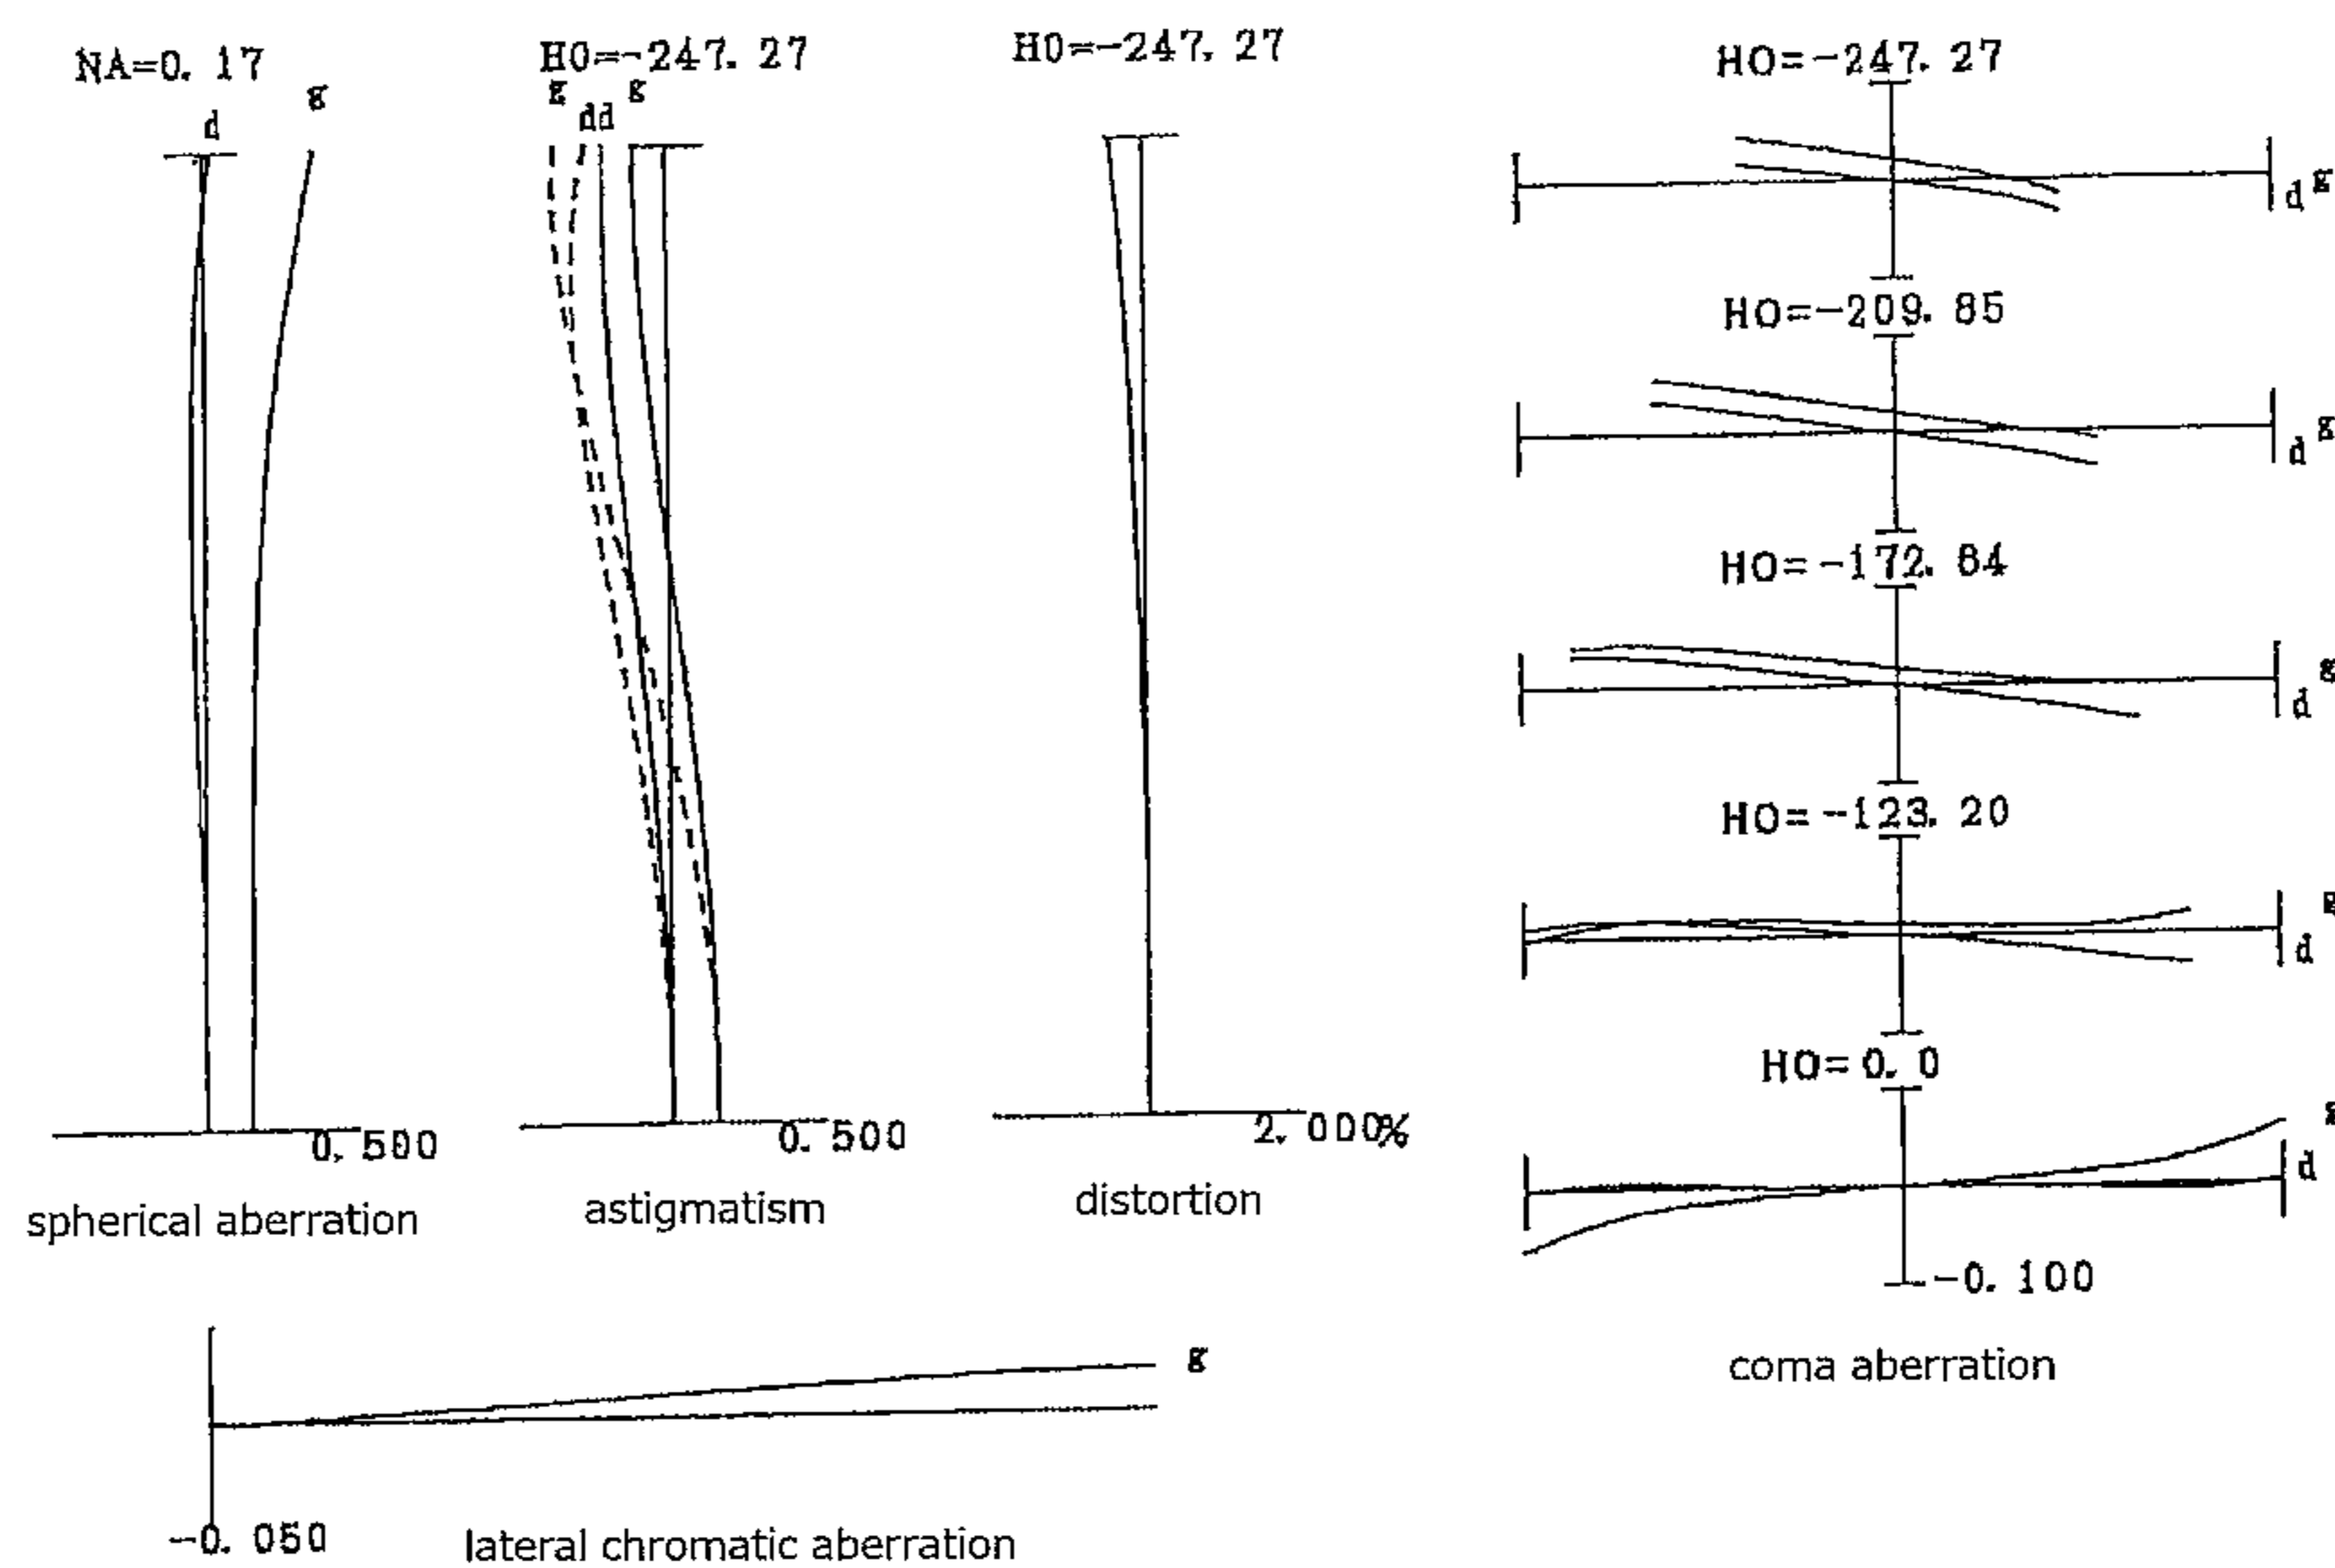 NA=0. 17
d
g
0. 500
spherical aberration
H0=-247. 27
g dd g
0. 500
astigmatism
H0=-247. 27
2. 000%
distortion
-0. 050
g
lateral chromatic aberration
HO=-247. 27
d g
HO=-209. 85
d g
HO=-172. 64
d g
HO=-123. 20
d g
HO=0. 0
g
d
-0. 100
coma aberration